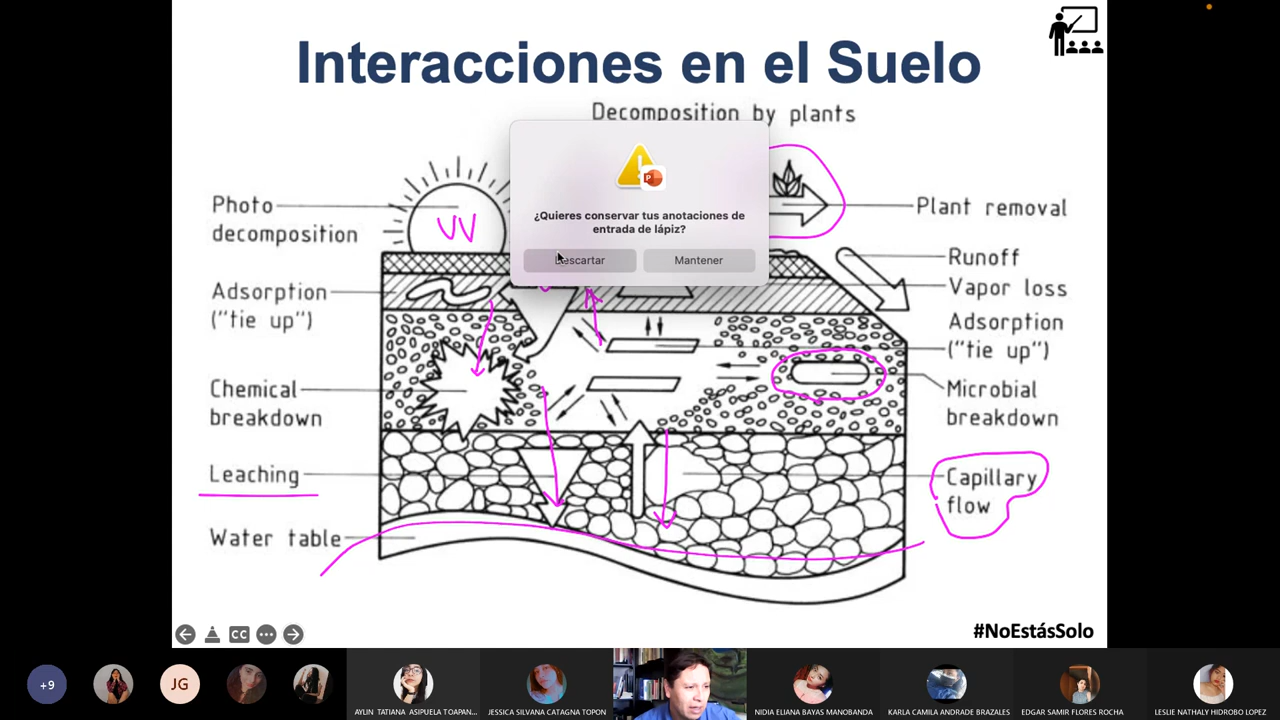 Interacciones en el Suelo
Decomposition by plants
Photo
decomposition
UV
Plant removal
¿Quieres conservar tus anotaciones de
entrada de lápiz?
Descartar
Mantener
Runoff
Vapor loss
Adsorption
("tie up")
Adsorption
("tie up")
Chemical
breakdown
Microbial
breakdown
Leaching
Capillary
flow
Water table
CC
#NoEstásSolo
+9
JG
AYLIN TATIANA ASIPUELA TOAPAN...
JESSICA SILVANA CATAGNA TOPON
NIDIA ELIANA BAYAS MANOBANDA
KARLA CAMILA ANDRADE BRAZALES
EDGAR SAMIR FLORES ROCHA
LESLIE NATHALY HIDROBO LOPEZ